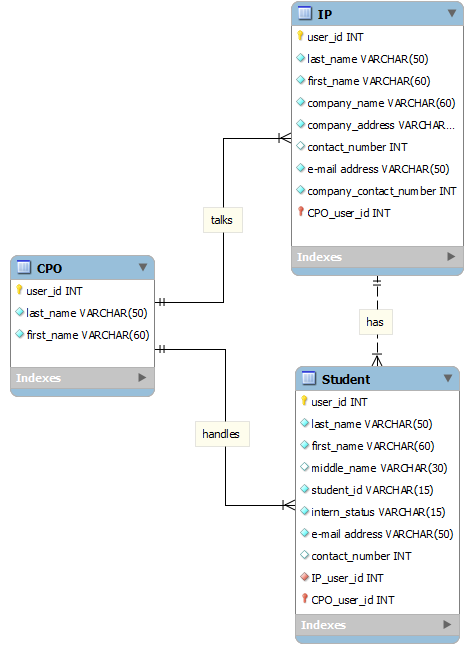 IP
user_id INT
last_name VARCHAR(50)
first_name VARCHAR(60)
company_name VARCHAR(60)
company_address VARCHAR...
contact_number INT
e-mail address VARCHAR(50)
company_contact_number INT
CPO_user_id INT
Indexes
talks
CPO
user_id INT
last_name VARCHAR(50)
first_name VARCHAR(60)
Indexes
has
handles
Student
user_id INT
last_name VARCHAR(50)
first_name VARCHAR(60)
middle_name VARCHAR(30)
student_id VARCHAR(15)
intern_status VARCHAR(15)
e-mail address VARCHAR(50)
contact_number INT
IP_user_id INT
CPO_user_id INT
Indexes